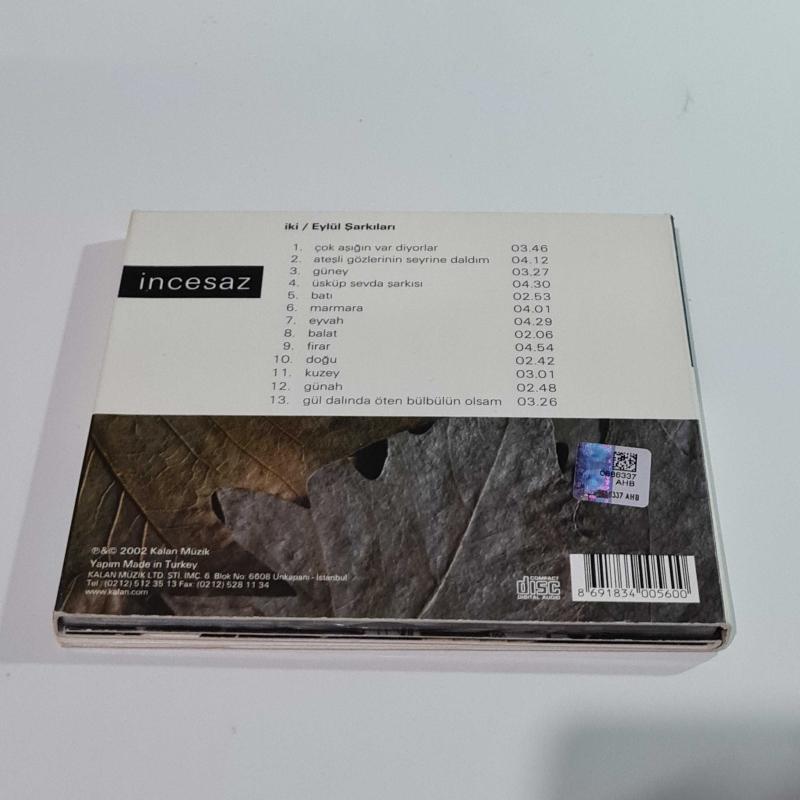 iki / Eylül Şarkıları
incesaz
1. çok aşığın var diyorlar 03.46
2. ateşli gözlerinin seyrine daldım 04.12
3. güney 03.27
4. üsküp sevda şarkısı 04.30
5. batı 02.53
6. marmara 04.01
7. eyvah 04.29
8. balat 02.06
9. firar 04.54
10. doğu 02.42
11. kuzey 03.01
12. günah 02.48
13. gül dalında öten bülbülün olsam 03.26
0886337
AHB
337 AHB
℗&© 2002 Kalan Müzik
Yapım Made in Turkey
KALAN MÜZİK LTD. ŞTİ. İMÇ. 6. Blok No: 6608 Unkapanı - İstanbul
Tel : (0212) 512 35 13 Fax: (0212) 528 11 34
www.kalan.com
COMPACT
disc
DIGITAL AUDIO
8 691834 005600